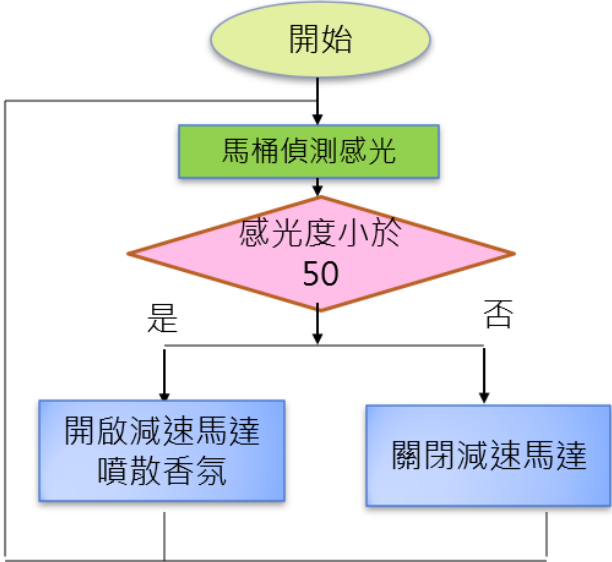 開始
馬桶偵測感光
感光度小於
50
是
否
開啟減速馬達
噴散香氛
關閉減速馬達